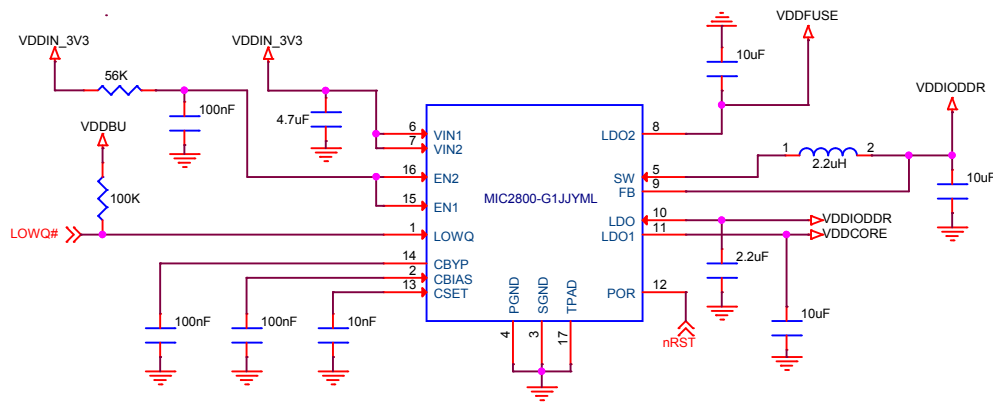 VDDIN_3V3
VDDIN_3V3
VDDFUSE
VDDIODDR
56K
100nF
4.7uF
10uF
VDDBU
100K
LOWQ#
6
VIN1
7
VIN2
16
EN2
15
EN1
1
LOWQ
14
CBYP
2
CBIAS
13
CSET
MIC2800-G1JJYML
LDO2
8
SW
5
FB
9
LDO
10
LDO1
11
POR
12
PGND
SGND
TPAD
4
3
17
1
2
2.2uH
10uF
VDDIODDR
VDDCORE
2.2uF
10uF
nRST
100nF
100nF
10nF